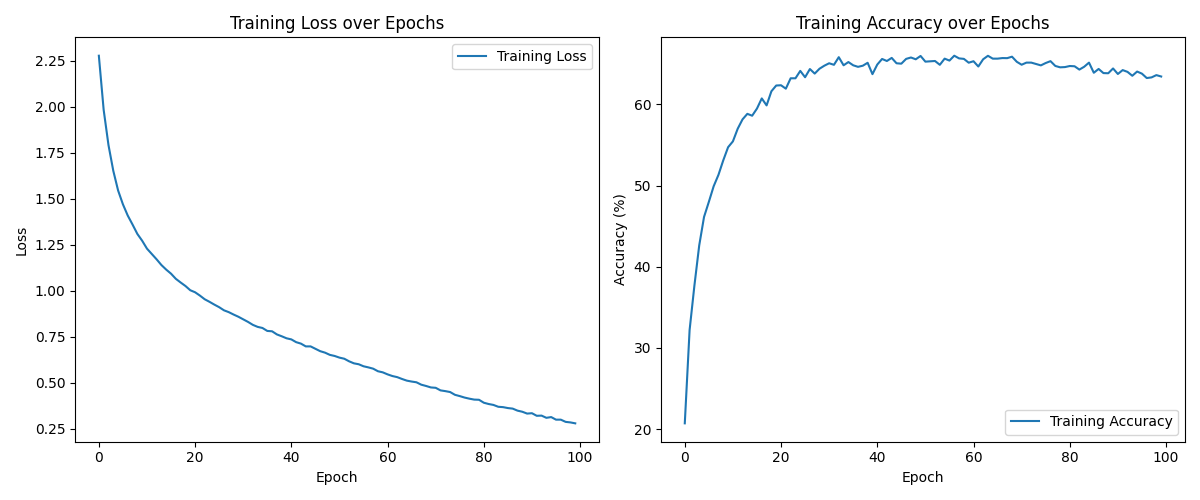 Training Loss over Epochs
Training Loss
2.25
2.00
1.75
1.50
1.25
1.00
0.75
0.50
0.25
Loss
0 20 40 60 80 100
Epoch
Training Accuracy over Epochs
60
50
40
30
20
Accuracy (%)
Training Accuracy
0 20 40 60 80 100
Epoch